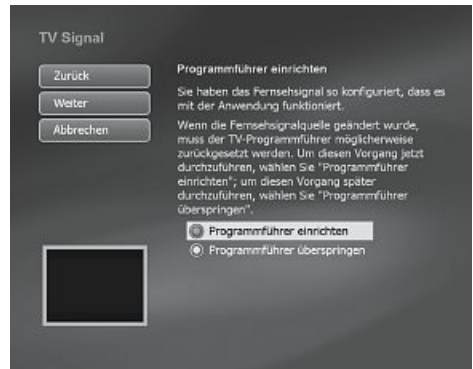 TV Signal
Zurück
Weiter
Abbrechen
Programmführer einrichten
Sie haben das Fernsehsignal so konfiguriert, dass es
mit der Anwendung funktioniert.
Wenn die Fernsehsignalquelle geändert wurde,
muss der TV-Programmführer möglicherweise
zurückgesetzt werden. Um diesen Vorgang jetzt
durchzuführen, wählen Sie "Programmführer
einrichten"; um diesen Vorgang später
durchzuführen, wählen Sie "Programmführer
überspringen".
Programmführer einrichten
Programmführer überspringen